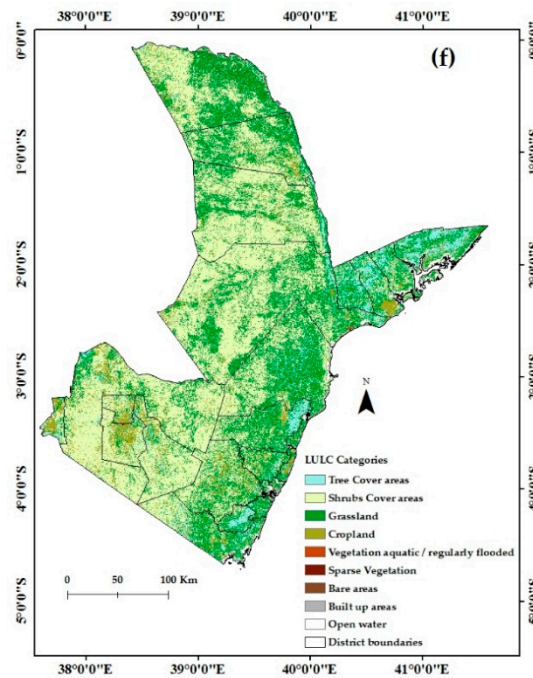 38°0'0"E 39°0'0"E 40°0'0"E 41°0'0"E
0°0'0"
(f)
1°0'0"S
2°0'0"S
3°0'0"S
4°0'0"S
5°0'0"S
N
LULC Categories
Tree Cover areas
Shrubs Cover areas
Grassland
Cropland
Vegetation aquatic / regularly flooded
Sparse Vegetation
Bare areas
Built up areas
Open water
District boundaries
0 50 100 Km
38°0'0"E 39°0'0"E 40°0'0"E 41°0'0"E